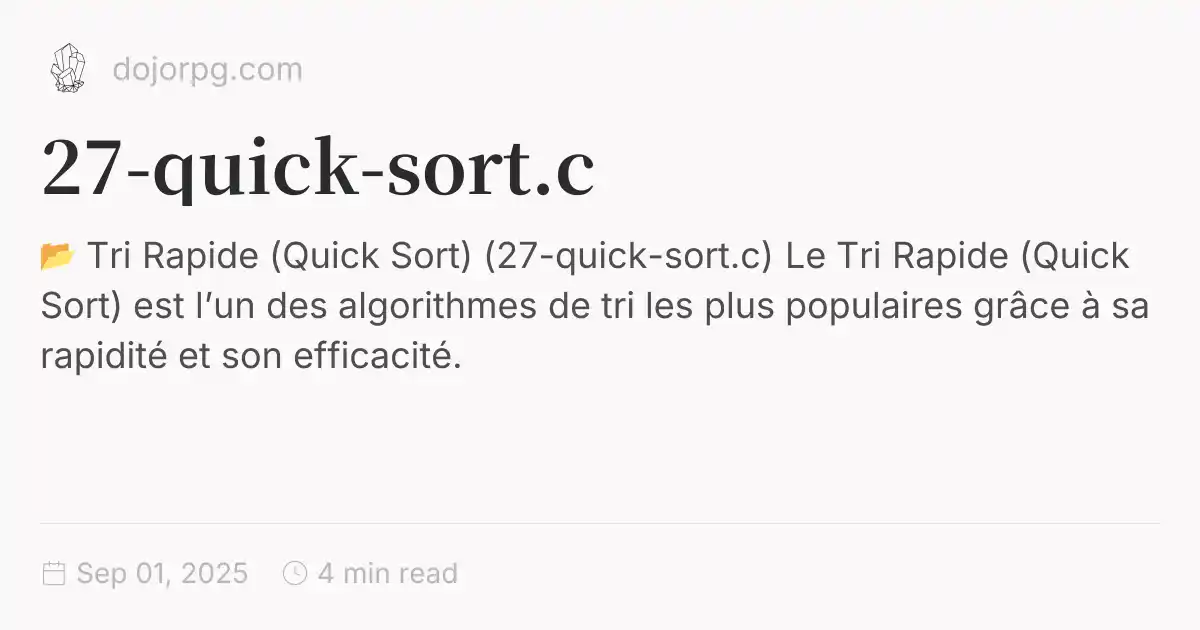 dojorpg.com
27-quick-sort.c
📂 Tri Rapide (Quick Sort) (27-quick-sort.c) Le Tri Rapide (Quick
Sort) est l’un des algorithmes de tri les plus populaires grâce à sa
rapidité et son efficacité.
Sep 01, 2025 4 min read